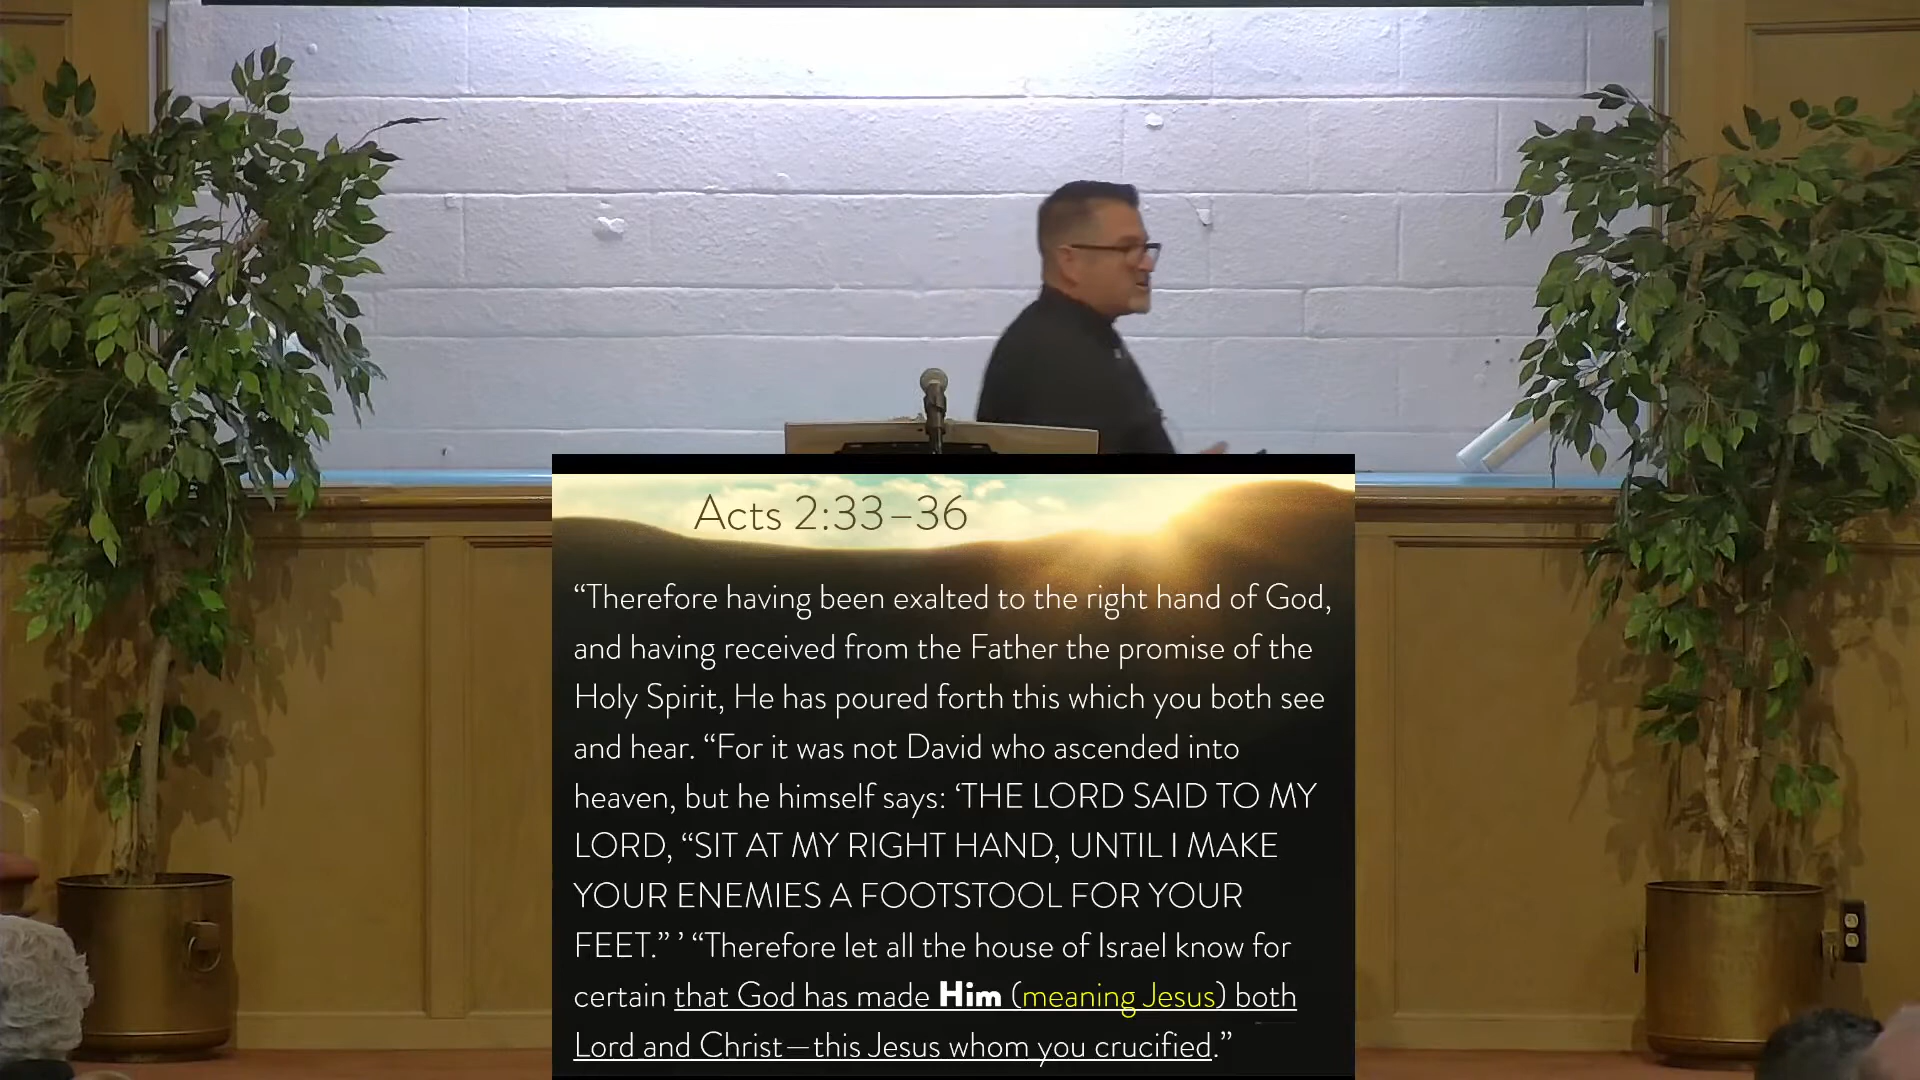 Acts 2:33–36
“Therefore having been exalted to the right hand of God,
and having received from the Father the promise of the
Holy Spirit, He has poured forth this which you both see
and hear. “For it was not David who ascended into
heaven, but he himself says: ‘THE LORD SAID TO MY
LORD, “SIT AT MY RIGHT HAND, UNTIL I MAKE
YOUR ENEMIES A FOOTSTOOL FOR YOUR
FEET.” ’ “Therefore let all the house of Israel know for
certain that God has made Him (meaning Jesus) both
Lord and Christ—this Jesus whom you crucified.”